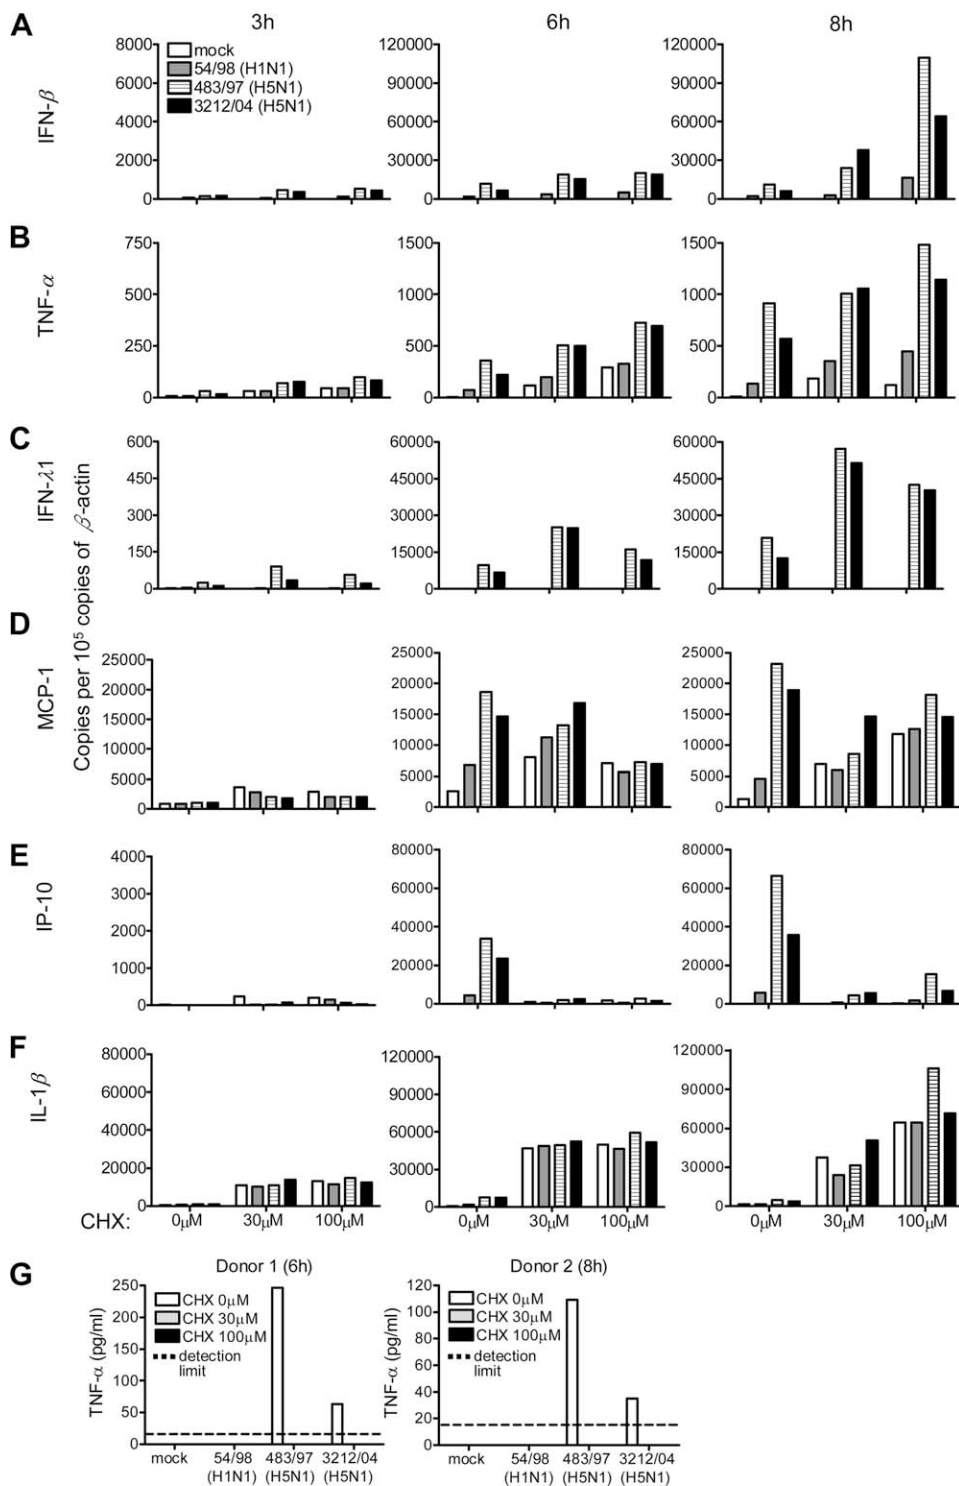 A
3h
6h
8h
IFN-β
8000
6000
4000
2000
0
mock
54/98 (H1N1)
483/97 (H5N1)
3212/04 (H5N1)
120000
90000
60000
30000
0
120000
90000
60000
30000
0
B
TNF-α
750
500
250
0
1500
1000
500
0
1500
1000
500
0
C
IFN-λ1
Copies per 10⁵ copies of β-actin
600
450
300
150
0
60000
45000
30000
15000
0
60000
45000
30000
15000
0
D
MCP-1
25000
20000
15000
10000
5000
0
25000
20000
15000
10000
5000
0
25000
20000
15000
10000
5000
0
E
IP-10
4000
3000
2000
1000
0
80000
60000
40000
20000
0
80000
60000
40000
20000
0
F
IL-1β
80000
60000
40000
20000
0
120000
90000
60000
30000
0
120000
90000
60000
30000
0
CHX: 0μM 30μM 100μM
0μM 30μM 100μM
0μM 30μM 100μM
G
Donor 1 (6h)
TNF-α (pg/ml)
250
200
150
100
50
0
CHX 0μM
CHX 30μM
CHX 100μM
detection
limit
mock 54/98 483/97 3212/04
(H1N1) (H5N1) (H5N1)
Donor 2 (8h)
TNF-α (pg/ml)
120
100
80
60
40
20
0
CHX 0μM
CHX 30μM
CHX 100μM
detection
limit
mock 54/98 483/97 3212/04
(H1N1) (H5N1) (H5N1)